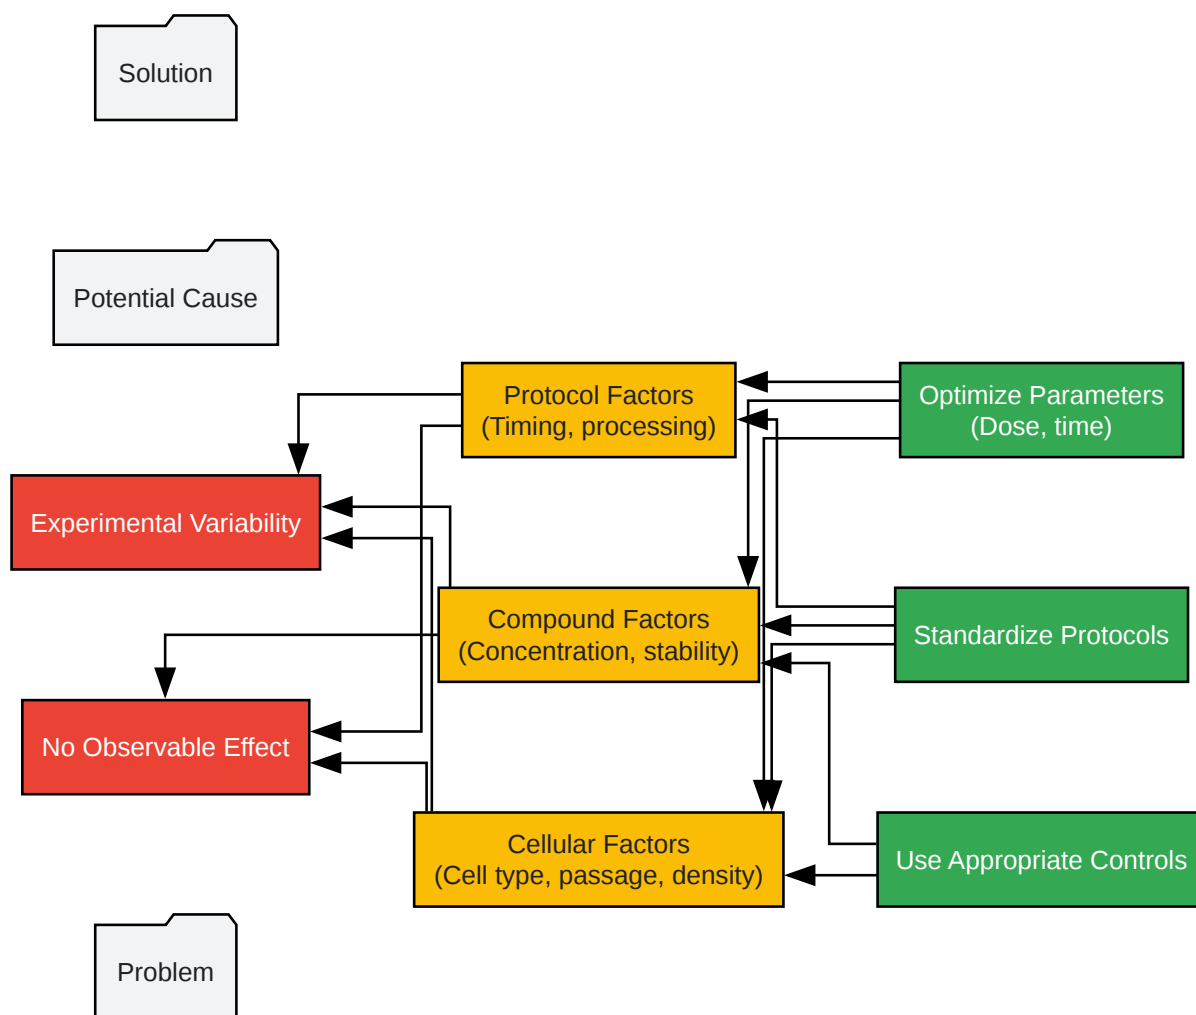 Solution
Potential Cause
Protocol Factors
(Timing, processing)
Optimize Parameters
(Dose, time)
Experimental Variability
Compound Factors
(Concentration, stability)
Standardize Protocols
No Observable Effect
Cellular Factors
(Cell type, passage, density)
Use Appropriate Controls
Problem